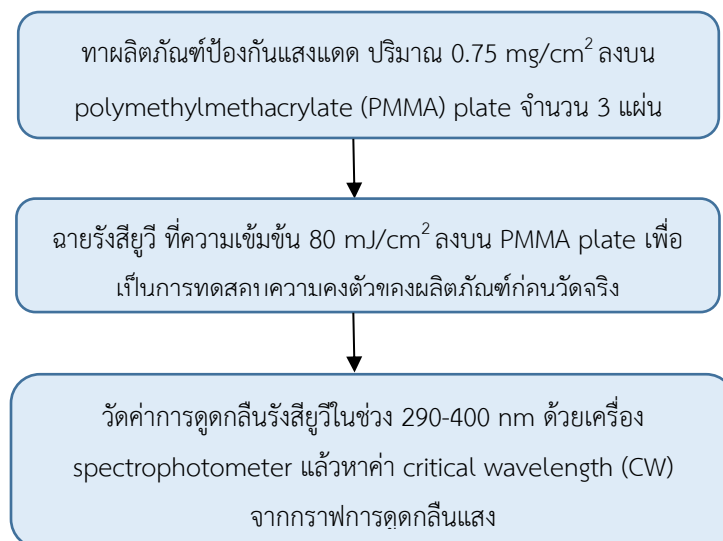 ทาผลิตภัณฑ์ป้องกันแสงแดด ปริมาณ 0.75 mg/cm² ลงบน
polymethylmethacrylate (PMMA) plate จำนวน 3 แผ่น
ฉายรังสียูวี ที่ความเข้มข้น 80 mJ/cm² ลงบน PMMA plate เพื่อ
เป็นการทดสอบความคงตัวของผลิตภัณฑ์ก่อนวัดจริง
วัดค่าการดูดกลืนรังสียูวีในช่วง 290-400 nm ด้วยเครื่อง
spectrophotometer แล้วหาค่า critical wavelength (CW)
จากกราฟการดูดกลืนแสง